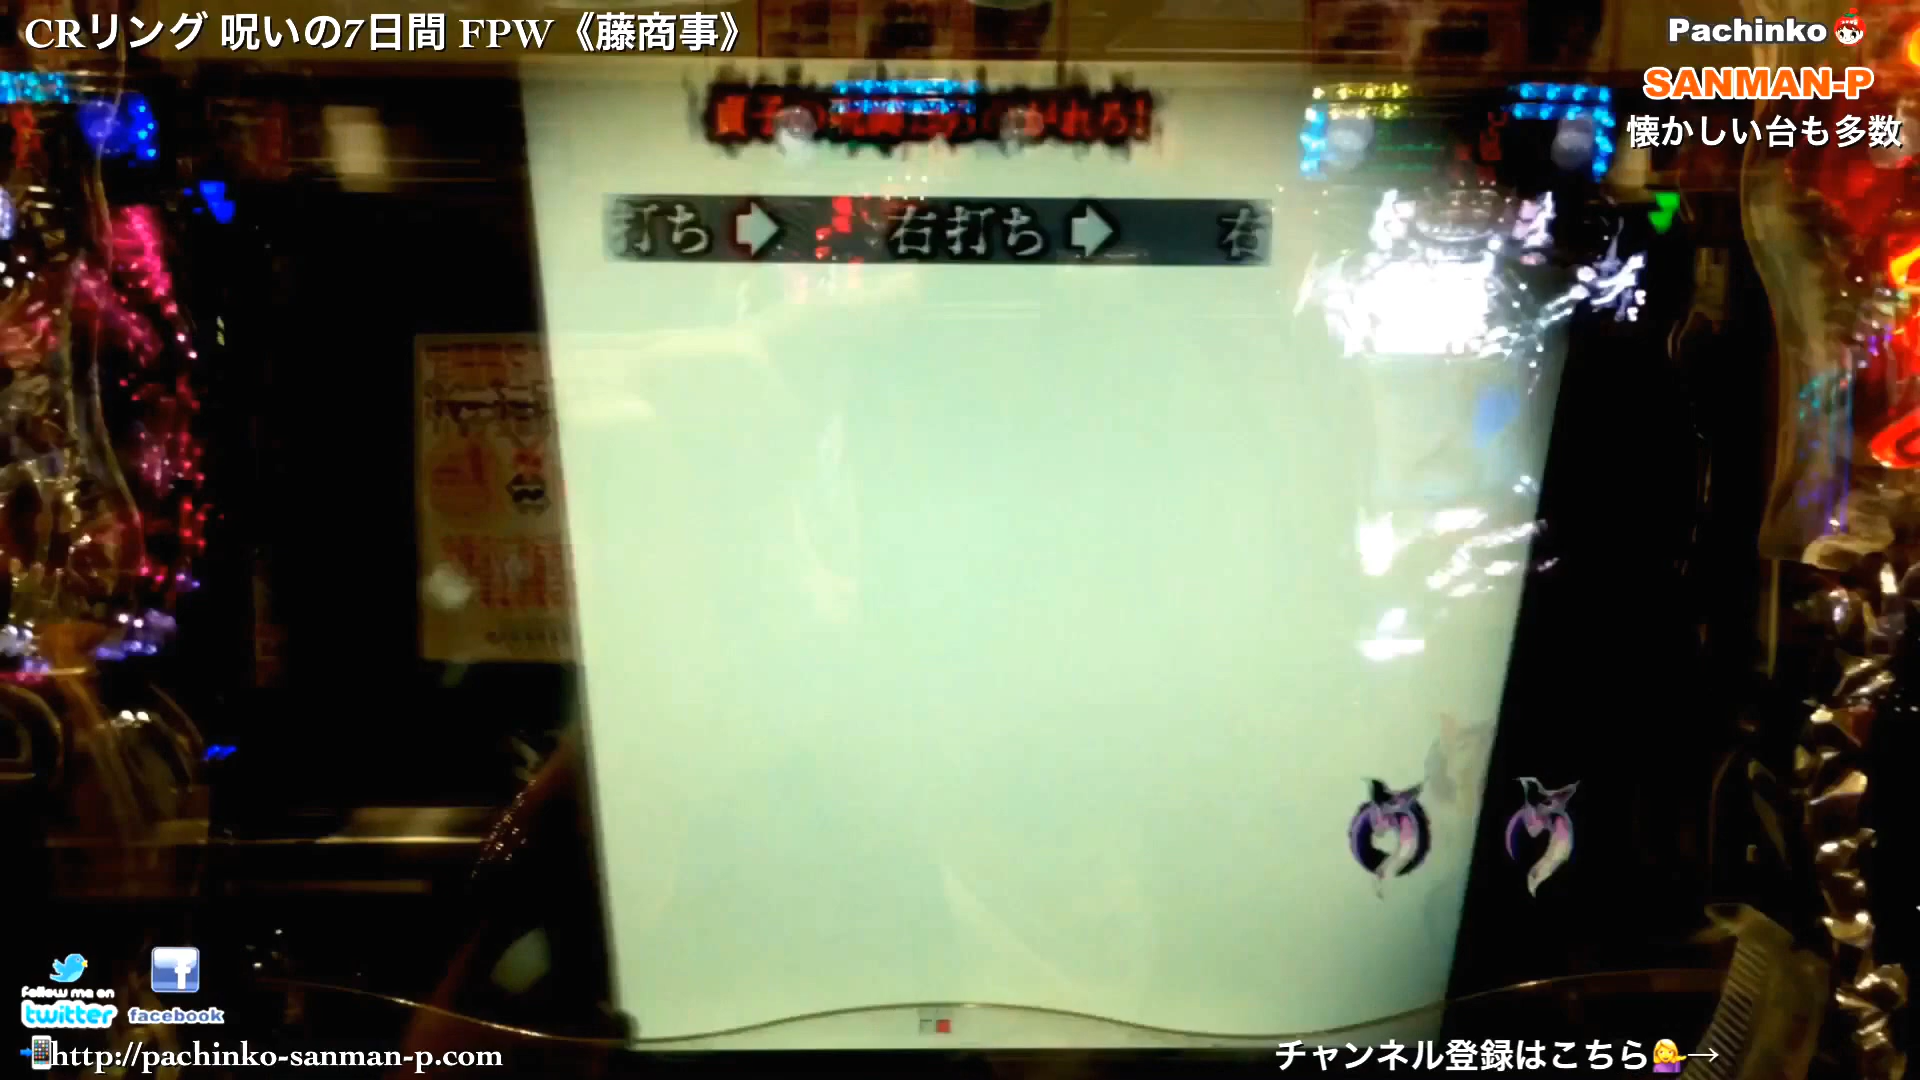 CRリング 呪いの7日間 FPW《藤商事》
Pachinko
SANMAN-P
懐かしい台も多数
打ち➡ 右打ち➡ 右
follow me on
twitter
facebook
http://pachinko-sanman-p.com
チャンネル登録はこちら💁→